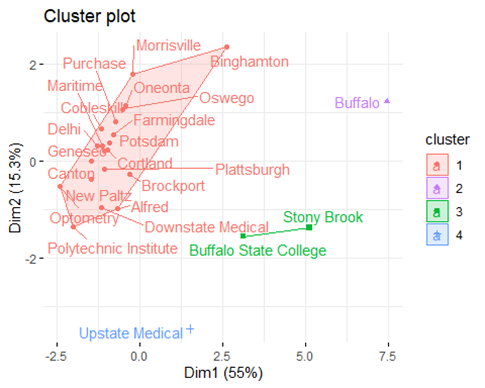 Cluster plot
Morrisville
Purchase
Binghamton
Maritime
Oneonta
Oswego
Buffalo
Cobleskill
Farmingdale
Delhi
Potsdam
Geneseo
Cortland
Plattsburgh
Canton
Brockport
New Paltz
Alfred
Optometry
Downstate Medical
Stony Brook
Polytechnic Institute
Buffalo State College
Upstate Medical
2
0
-2
Dim2 (15.3%)
-2.5 0.0 2.5 5.0 7.5
Dim1 (55%)
cluster
a 1
a 2
a 3
a 4